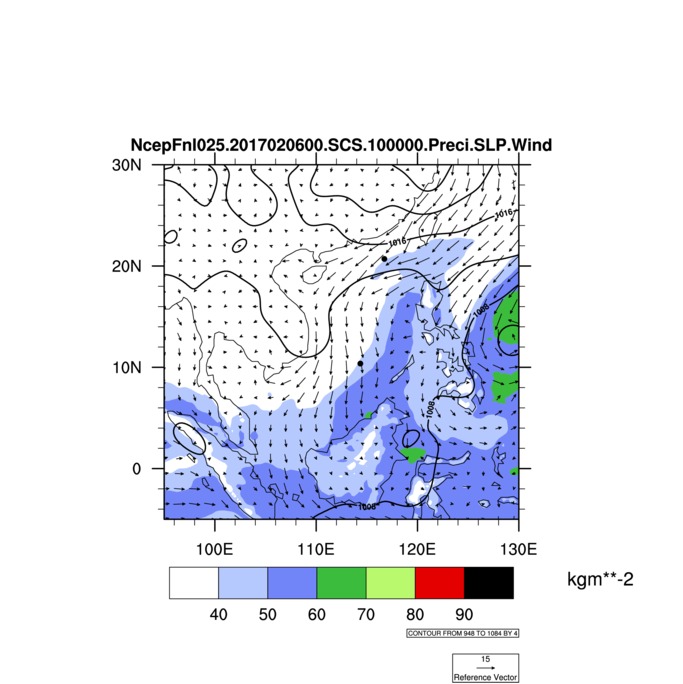 NcepFnl025.2017020600.SCS.100000.Preci.SLP.Wind
30N
1016
1016
20N
1008
10N
1008
0
1008
100E 110E 120E 130E
kgm**-2
40 50 60 70 80 90
CONTOUR FROM 948 TO 1084 BY 4
15
Reference Vector